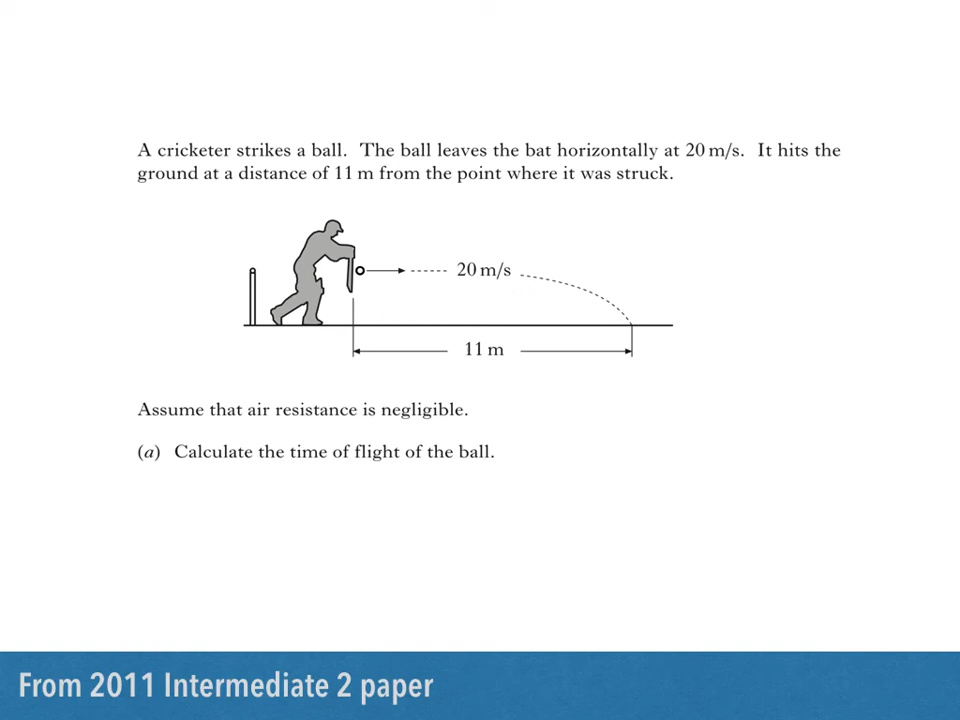 A cricketer strikes a ball. The ball leaves the bat horizontally at 20 m/s. It hits the
ground at a distance of 11 m from the point where it was struck.
20 m/s
11 m
Assume that air resistance is negligible.
(a) Calculate the time of flight of the ball.
From 2011 Intermediate 2 paper